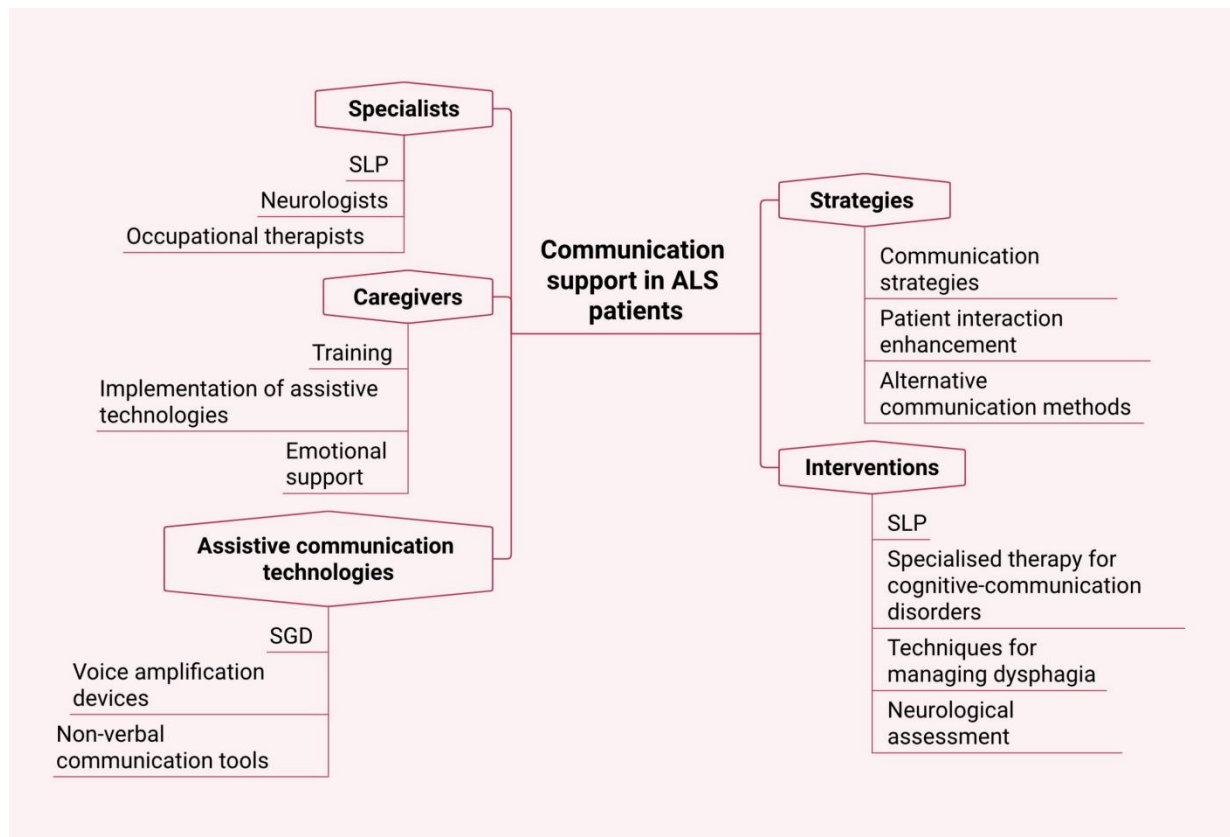 Communication
support in ALS
patients
Specialists
SLP
Neurologists
Occupational therapists
Caregivers
Training
Implementation of assistive
technologies
Emotional
support
Assistive communication
technologies
SGD
Voice amplification
devices
Non-verbal
communication tools
Strategies
Communication
strategies
Patient interaction
enhancement
Alternative
communication methods
Interventions
SLP
Specialised therapy for
cognitive-communication
disorders
Techniques for
managing dysphagia
Neurological
assessment